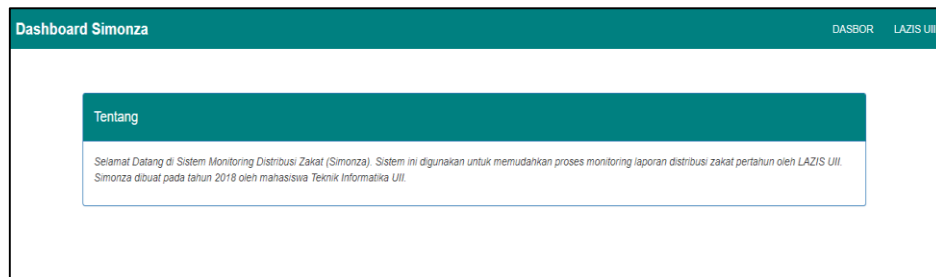 Dashboard Simonza
DASBOR LAZIS UII
Tentang
Selamat Datang di Sistem Monitoring Distribusi Zakat (Simonza). Sistem ini digunakan untuk memudahkan proses monitoring laporan distribusi zakat pertahun oleh LAZIS UII.
Simonza dibuat pada tahun 2018 oleh mahasiswa Teknik Informatika UII.